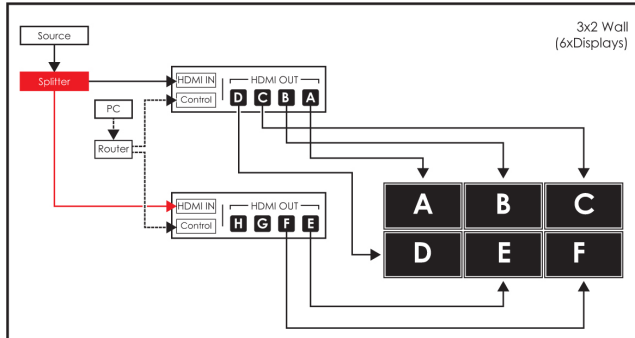 3x2 Wall
(6xDisplays)
Source
Splitter
PC
Router
HDMI IN
Control
HDMI OUT
D C B A
HDMI IN
Control
HDMI OUT
H G F E
A B C
D E F